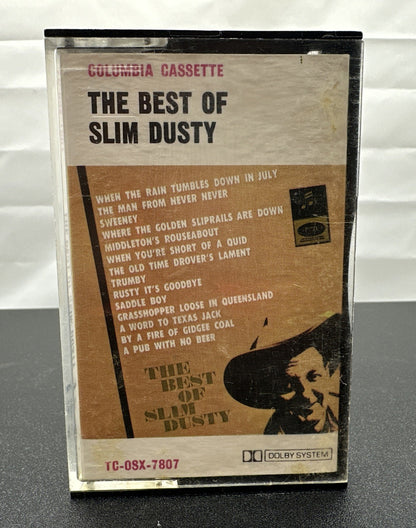 COLUMBIA CASSETTE
THE BEST OF
SLIM DUSTY
WHEN THE RAIN TUMBLES DOWN IN JULY
THE MAN FROM NEVER NEVER
SWEENEY
WHERE THE GOLDEN SLIPRAILS ARE DOWN
MIDDLETON'S ROUSEABOUT
WHEN YOU'RE SHORT OF A QUID
THE OLD TIME DROVER'S LAMENT
TRUMBY
RUSTY IT'S GOODBYE
SADDLE BOY
GRASSHOPPER LOOSE IN QUEENSLAND
A WORD TO TEXAS JACK
BY A FIRE OF GIDGEE COAL
A PUB WITH NO BEER
THE
BEST
OF
SLIM
DUSTY
TC-OSX-7807
DOLBY SYSTEM